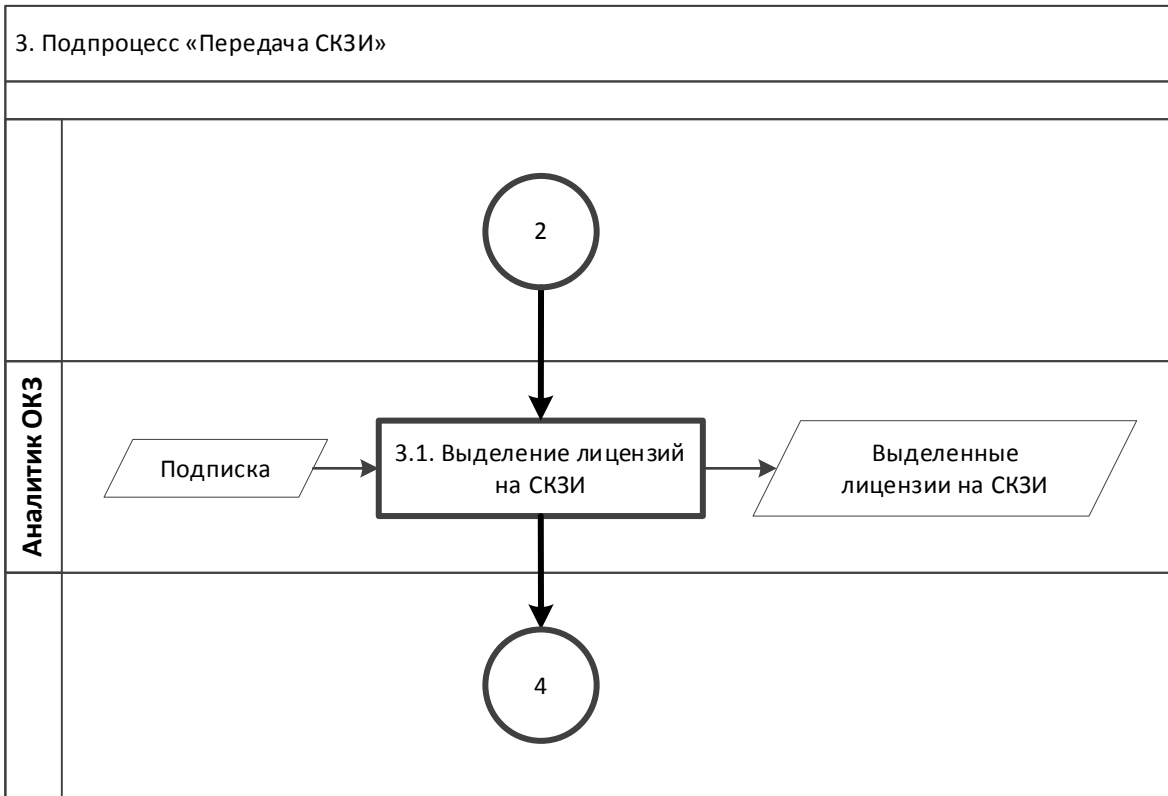 3. Подпроцесс «Передача СКЗИ»
2
Аналитик ОКЗ
Подписка
3.1. Выделение лицензий
на СКЗИ
Выделенные
лицензии на СКЗИ
4